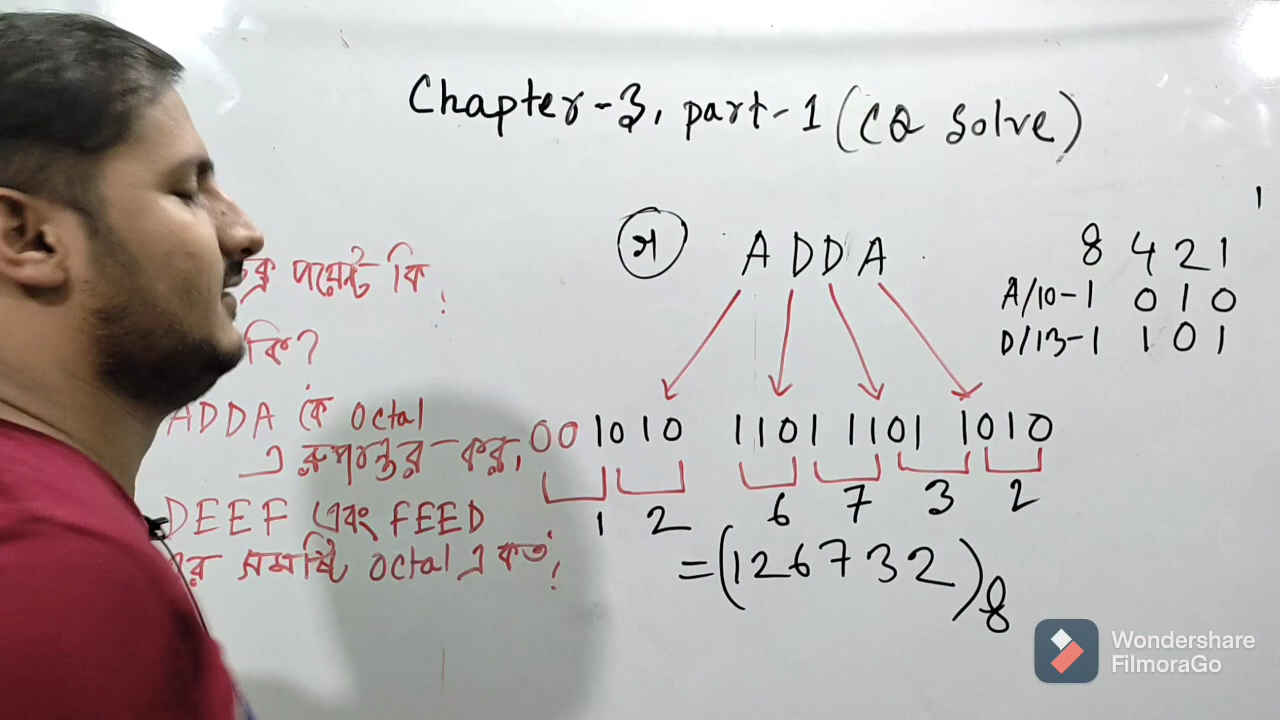 Chapter-3, part-1 (CQ Solve)
গ ADDA
8 4 2 1
A/10-1 0 1 0
D/13-1 1 0 1
পয়েন্ট কি?
কি?
ADDA কে octal
এ রুপান্তর কর,
DEEF এবং FEED
এর সমষ্টি octal এ কত?
00 1010 1101 1101 1010
1 2 6 7 3 2
=(126732)8
Wondershare
FilmoraGo